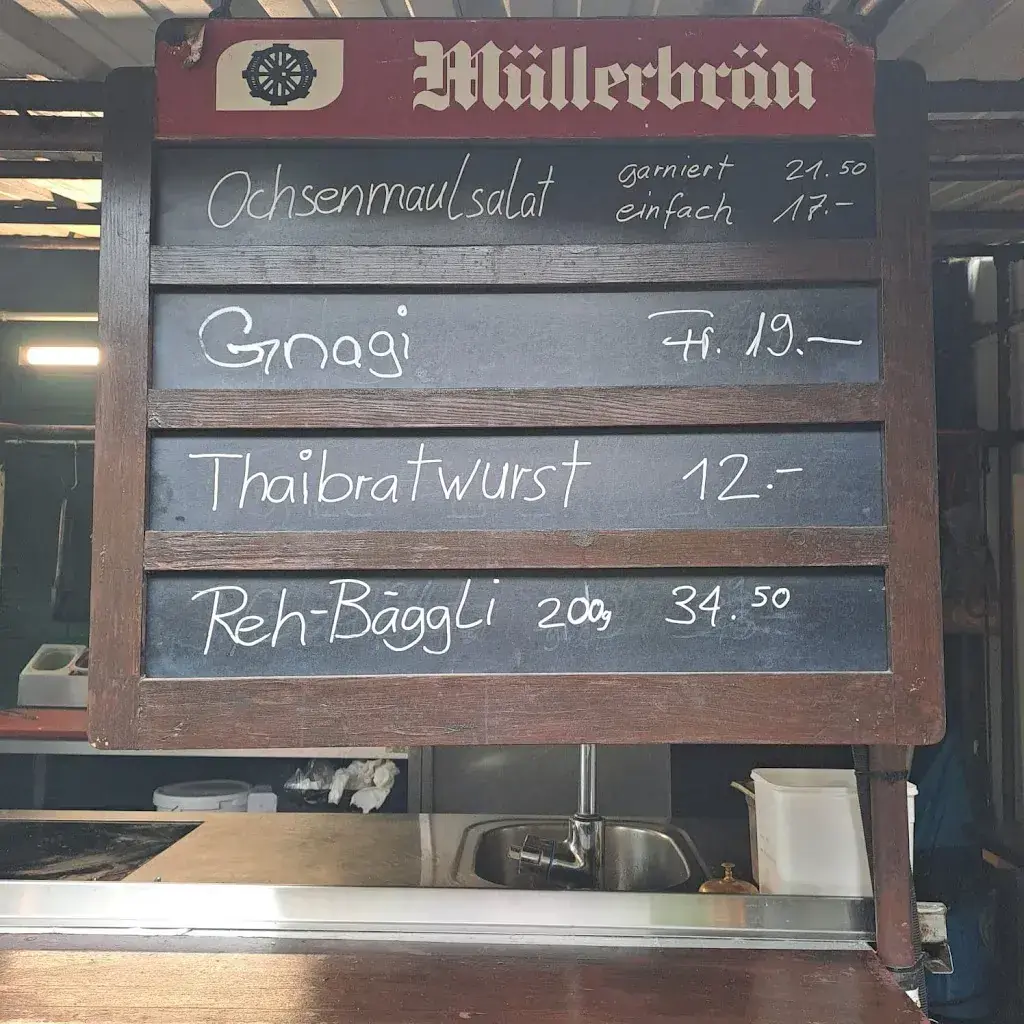 Müllerbräu
Ochsenmaulsalat garniert 21.50
einfach 17.-
Gnagi Fr. 19.-
Thaibratwurst 12.-
Reh-Bäggli 200g 34.50